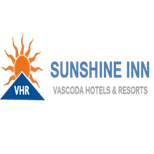 SUNSHINE INN
VASCODA HOTELS & RESORTS
VHR